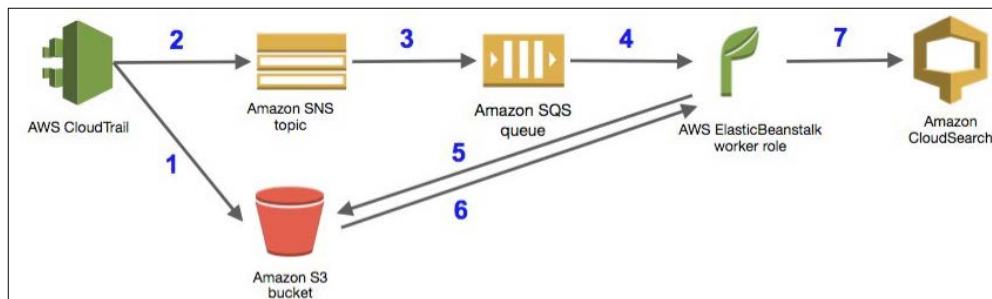 2
3
4
7
AWS CloudTrail
Amazon SNS
topic
Amazon SQS
queue
AWS ElasticBeanstalk
worker role
Amazon
CloudSearch
1
5
6
Amazon S3
bucket